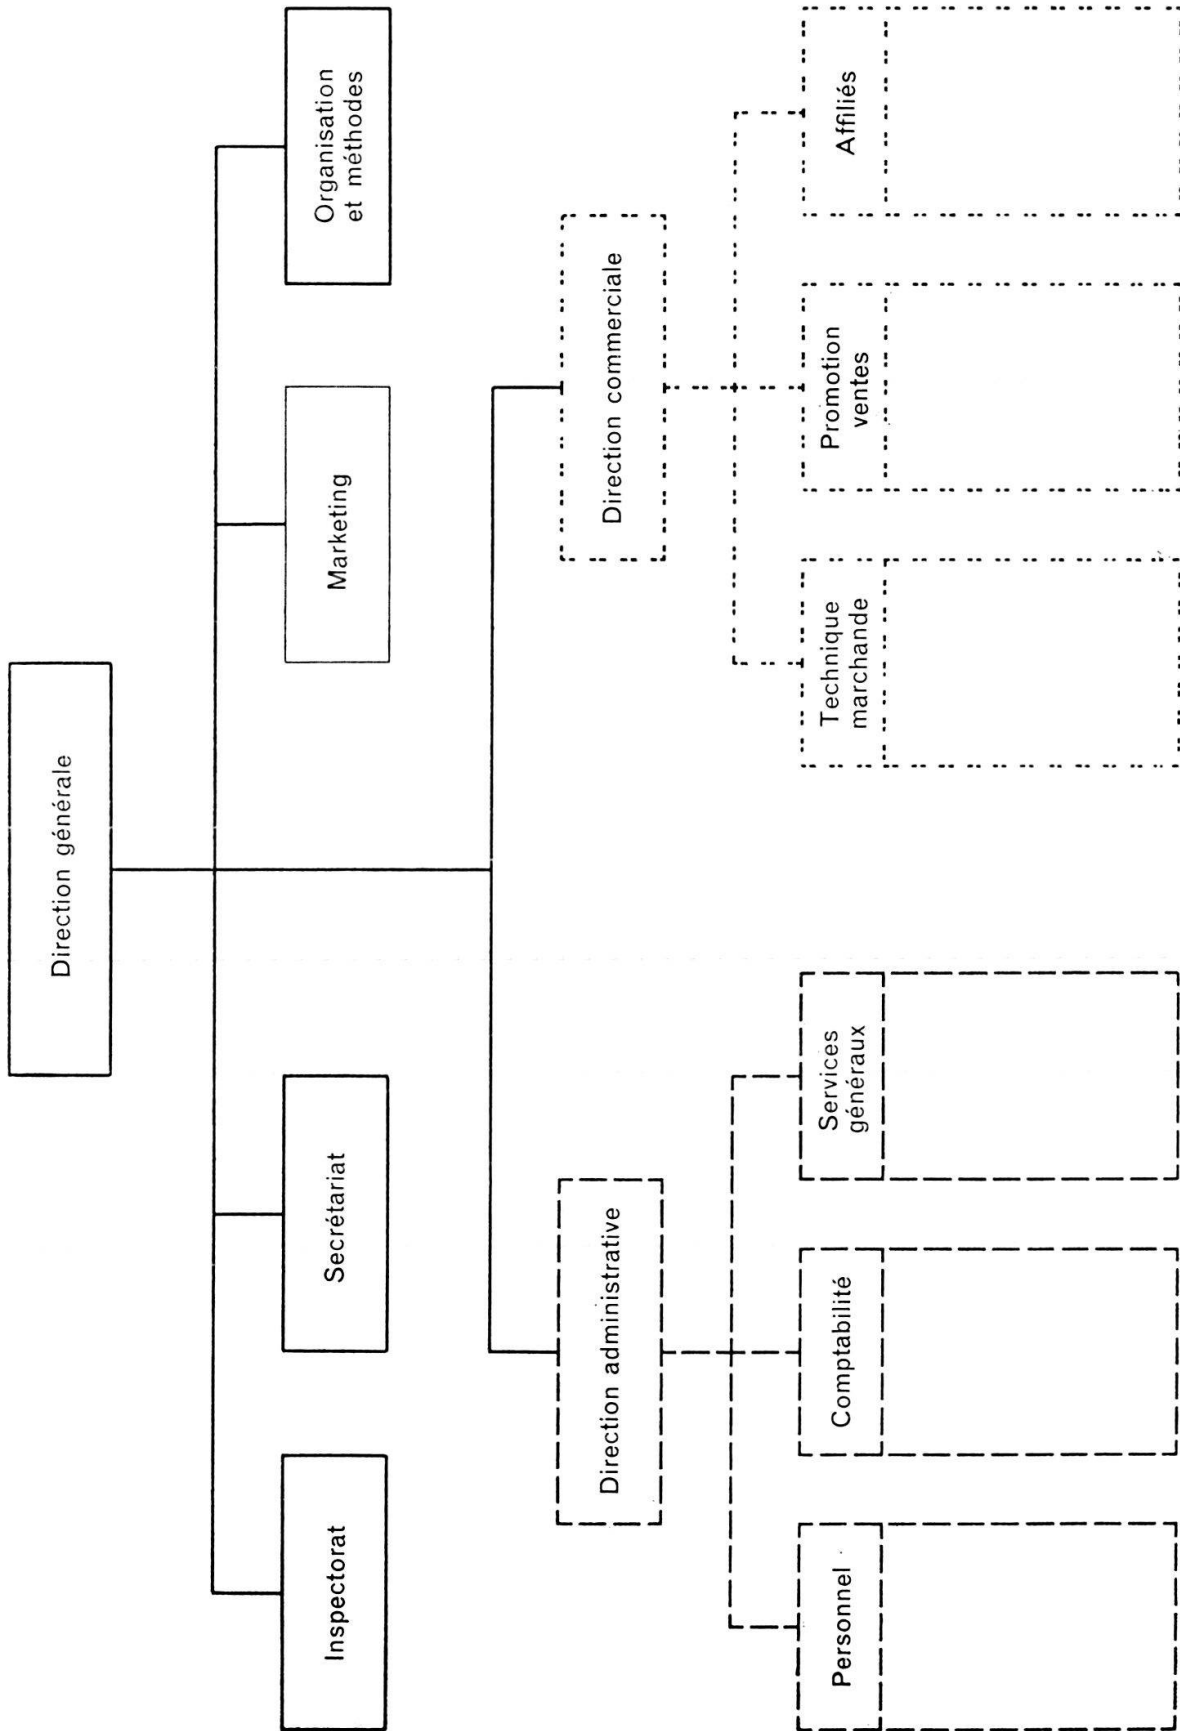 Direction générale
Inspectorat
Secrétariat
Marketing
Organisation
et méthodes
Direction administrative
Direction commerciale
Personnel
Comptabilité
Services
généraux
Technique
marchande
Promotion
ventes
Affiliés